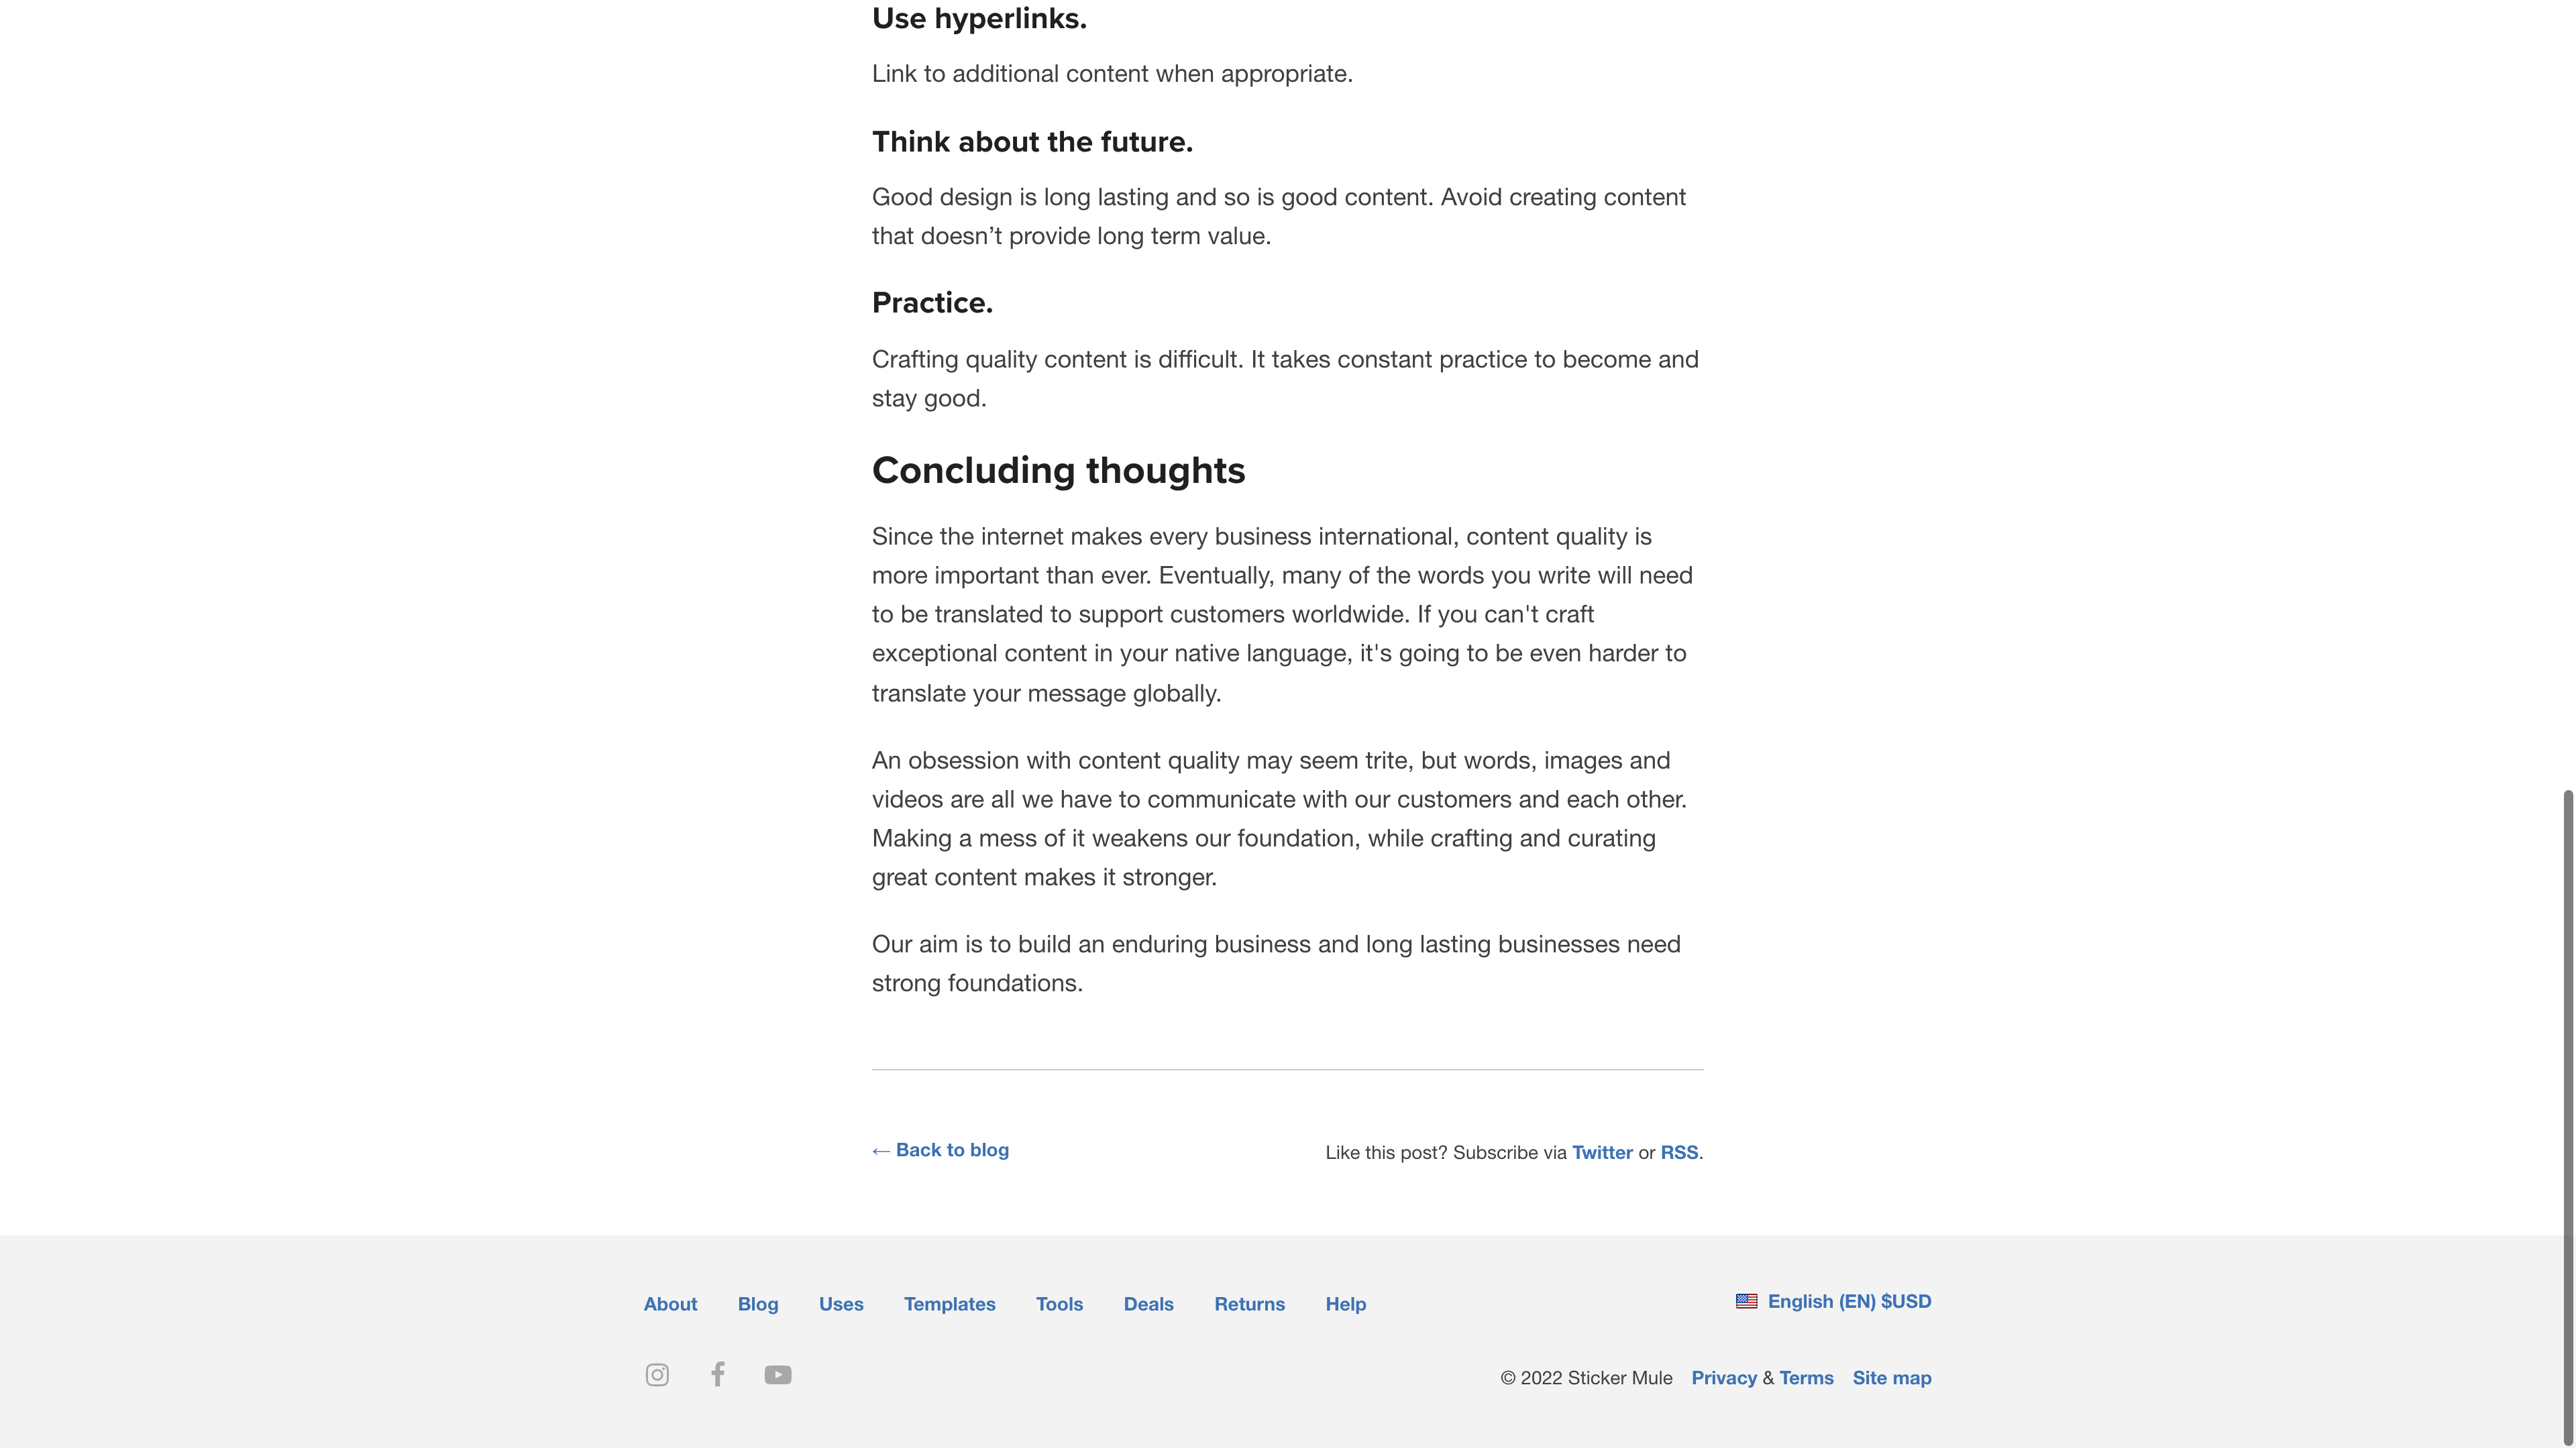 Use hyperlinks.
Link to additional content when appropriate.
Think about the future.
Good design is long lasting and so is good content. Avoid creating content
that doesn’t provide long term value.
Practice.
Crafting quality content is difficult. It takes constant practice to become and
stay good.
Concluding thoughts
Since the internet makes every business international, content quality is
more important than ever. Eventually, many of the words you write will need
to be translated to support customers worldwide. If you can't craft
exceptional content in your native language, it's going to be even harder to
translate your message globally.
An obsession with content quality may seem trite, but words, images and
videos are all we have to communicate with our customers and each other.
Making a mess of it weakens our foundation, while crafting and curating
great content makes it stronger.
Our aim is to build an enduring business and long lasting businesses need
strong foundations.
← Back to blog
Like this post? Subscribe via Twitter or RSS.
About Blog Uses Templates Tools Deals Returns Help
English (EN) $USD
© 2022 Sticker Mule Privacy & Terms Site map